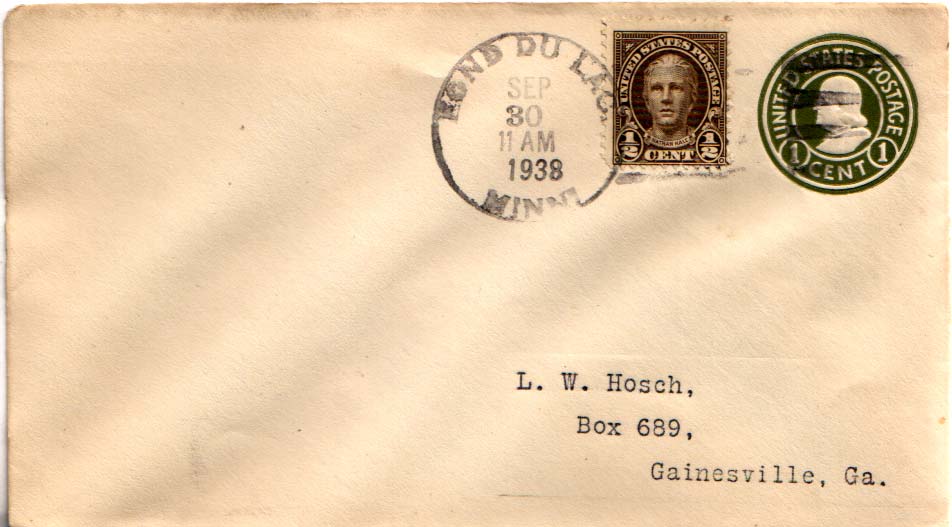 FOND DU LAC.
SEP
30
11 AM
1938
MINN.
UNITED STATES POSTAGE
NATHAN HALE
1/2 CENT 1/2
UNITED STATES POSTAGE
1 CENT 1
L. W. Hosch,
Box 689,
Gainesville, Ga.